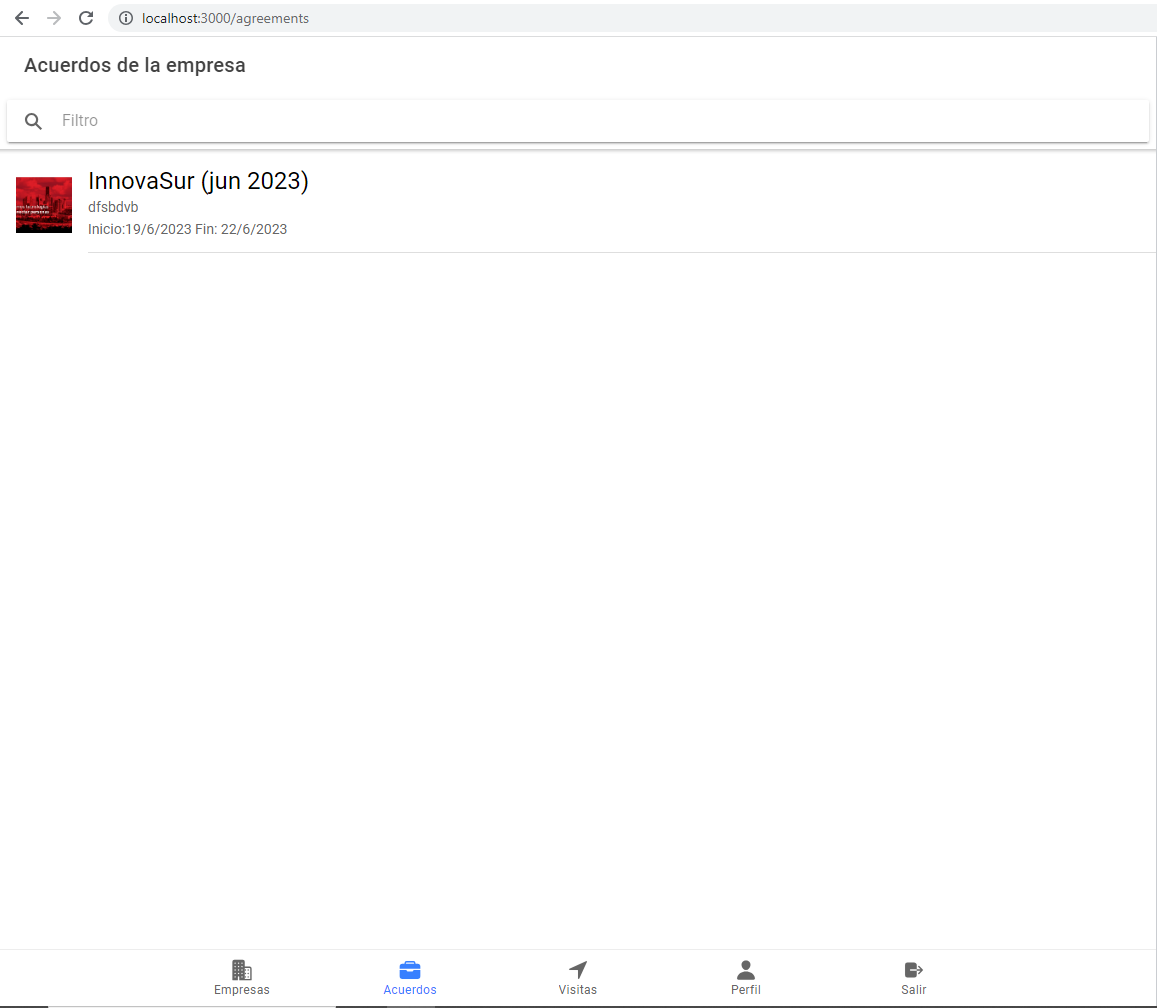 localhost:3000/agreements
Acuerdos de la empresa
Filtro
InnovaSur (jun 2023)
dfsbdvb
Inicio:19/6/2023 Fin: 22/6/2023
Empresas
Acuerdos
Visitas
Perfil
Salir